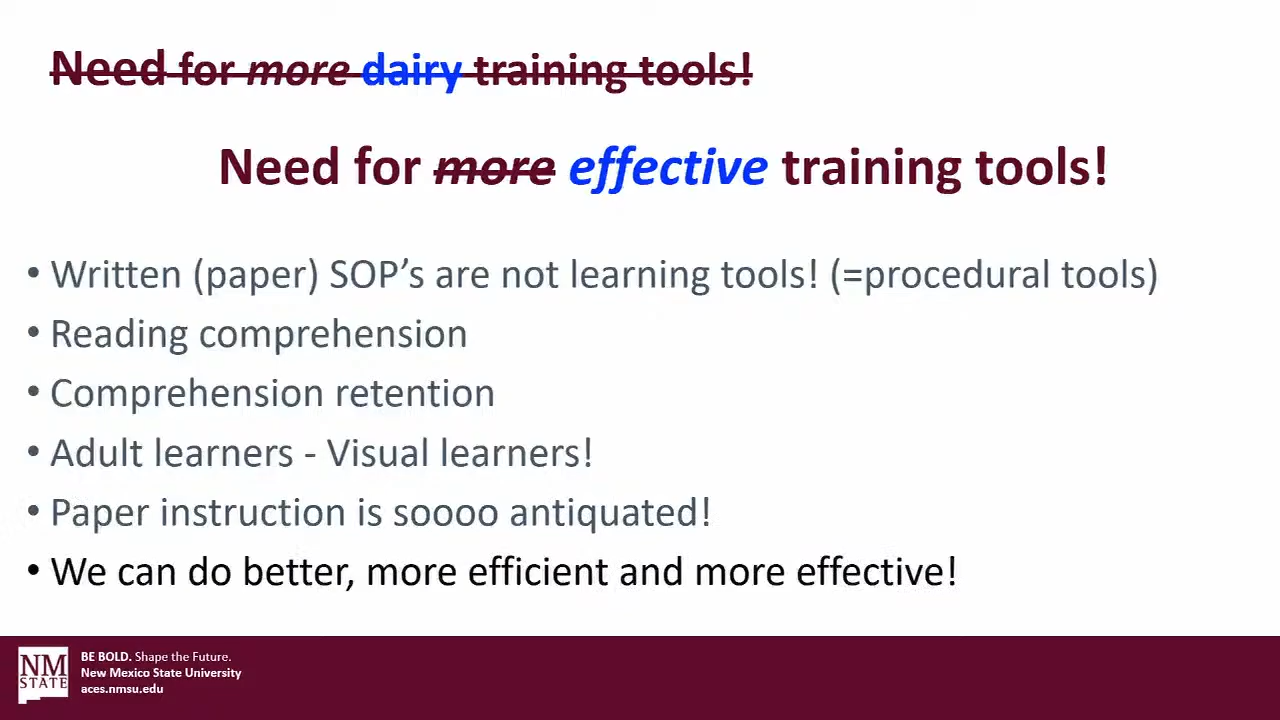 Need for more dairy training tools!
Need for more effective training tools!
• Written (paper) SOP’s are not learning tools! (=procedural tools)
• Reading comprehension
• Comprehension retention
• Adult learners - Visual learners!
• Paper instruction is soooo antiquated!
• We can do better, more efficient and more effective!
NM
STATE
BE BOLD. Shape the Future.
New Mexico State University
aces.nmsu.edu